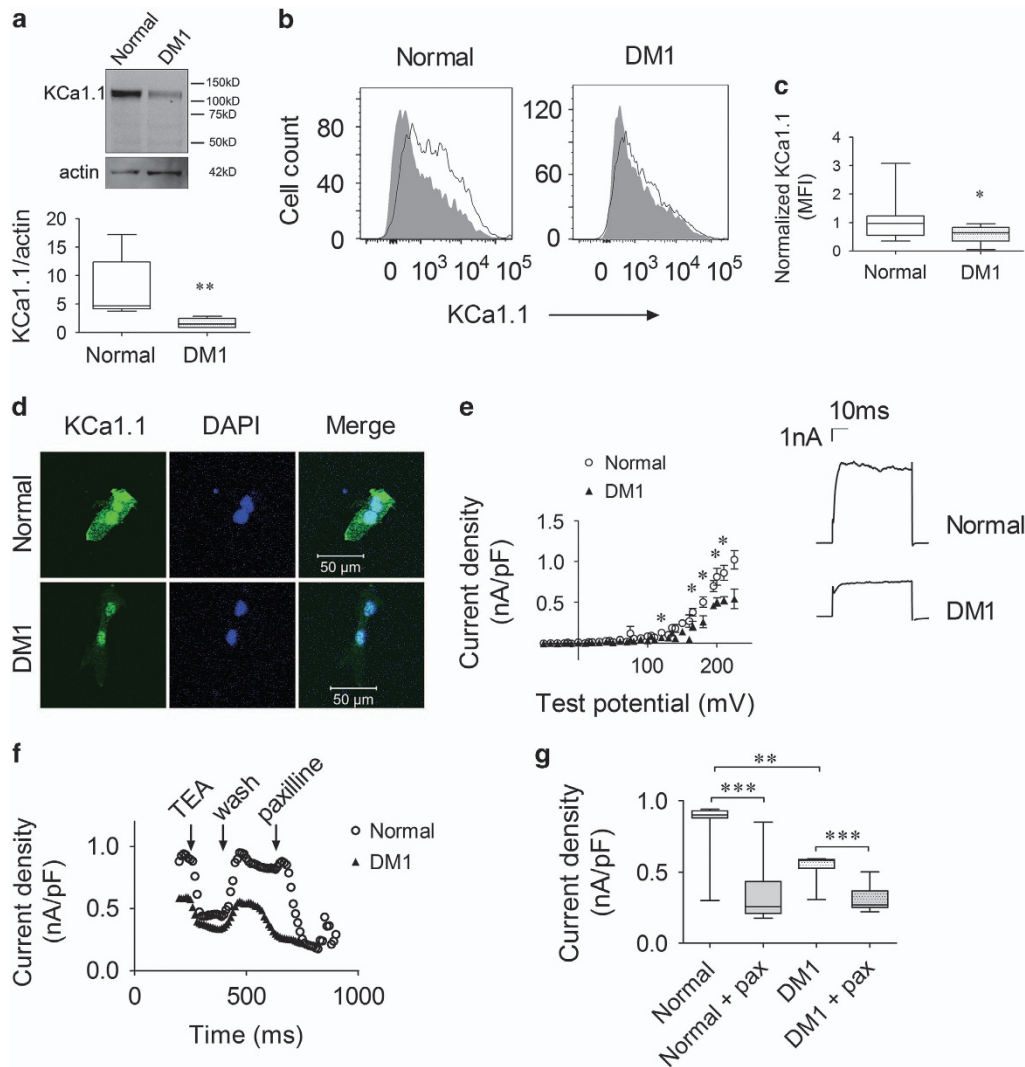 a
Normal
DM1
KCa1.1
150kD
100kD
75kD
50kD
actin
42kD
KCa1.1/actin
20
15
10
5
0
**
Normal
DM1
b
Normal
DM1
Cell count
80
60
40
20
0
0 10³ 10⁴ 10⁵
120
90
60
30
0
0 10³ 10⁴ 10⁵
KCa1.1
c
Normalized KCa1.1
(MFI)
4
3
2
1
0
*
Normal
DM1
d
KCa1.1
DAPI
Merge
Normal
50 μm
DM1
50 μm
e
Normal
DM1
Current density
(nA/pF)
1.5
1.0
0.5
* * * * *
100 200
Test potential (mV)
10ms
1nA
Normal
DM1
f
TEA
wash
paxilline
Normal
DM1
Current density
(nA/pF)
1.0
0.5
0.0
0 500 1000
Time (ms)
g
**
***
***
Current density
(nA/pF)
1.0
0.5
0.0
Normal
Normal + pax
DM1
DM1 + pax